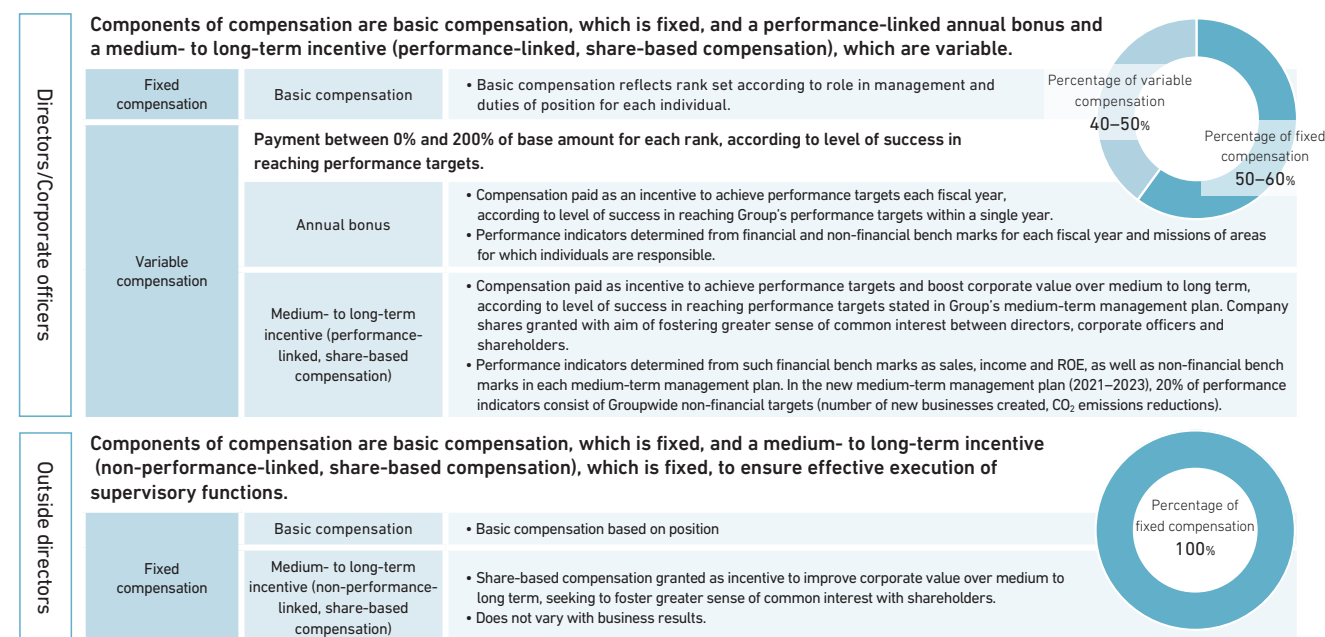 Directors/Corporate officers
Components of compensation are basic compensation, which is fixed, and a performance-linked annual bonus and
a medium- to long-term incentive (performance-linked, share-based compensation), which are variable.
Fixed
compensation
Basic compensation
• Basic compensation reflects rank set according to role in management and
duties of position for each individual.
Percentage of variable
compensation
40–50%
Percentage of fixed
compensation
50–60%
Variable
compensation
Payment between 0% and 200% of base amount for each rank, according to level of success in
reaching performance targets.
Annual bonus
• Compensation paid as an incentive to achieve performance targets each fiscal year,
according to level of success in reaching Group's performance targets within a single year.
• Performance indicators determined from financial and non-financial bench marks for each fiscal year and missions of areas
for which individuals are responsible.
Medium- to long-term
incentive (performance-
linked, share-based
compensation)
• Compensation paid as incentive to achieve performance targets and boost corporate value over medium to long term,
according to level of success in reaching performance targets stated in Group's medium-term management plan. Company
shares granted with aim of fostering greater sense of common interest between directors, corporate officers and
shareholders.
• Performance indicators determined from such financial bench marks as sales, income and ROE, as well as non-financial bench
marks in each medium-term management plan. In the new medium-term management plan (2021–2023), 20% of performance
indicators consist of Groupwide non-financial targets (number of new businesses created, CO₂ emissions reductions).
Outside directors
Components of compensation are basic compensation, which is fixed, and a medium- to long-term incentive
(non-performance-linked, share-based compensation), which is fixed, to ensure effective execution of
supervisory functions.
Fixed
compensation
Basic compensation
• Basic compensation based on position
Medium- to long-term
incentive (non-performance-
linked, share-based
compensation)
• Share-based compensation granted as incentive to improve corporate value over medium to
long term, seeking to foster greater sense of common interest with shareholders.
• Does not vary with business results.
Percentage of
fixed compensation
100%